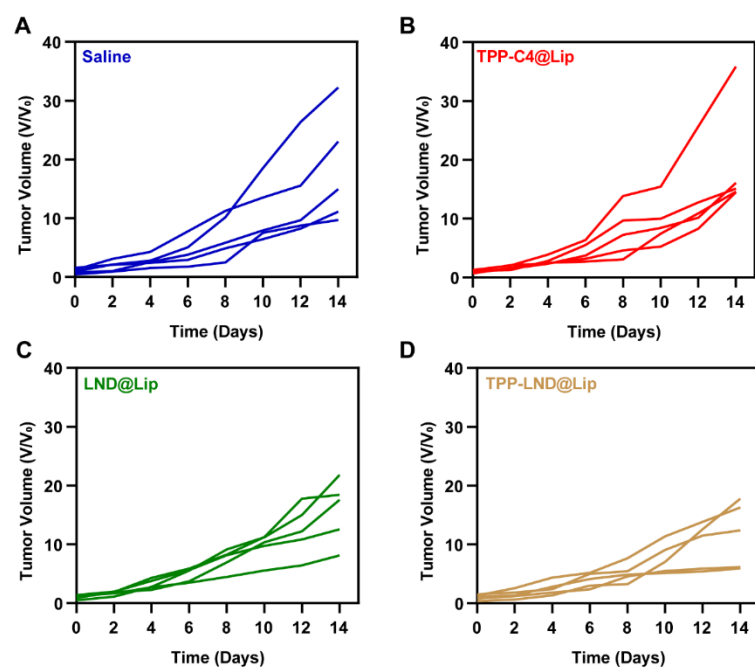 A
Saline
Tumor Volume (V/V₀)
40
30
20
10
0
0 2 4 6 8 10 12 14
Time (Days)
B
TPP-C4@Lip
Tumor Volume (V/V₀)
40
30
20
10
0
0 2 4 6 8 10 12 14
Time (Days)
C
LND@Lip
Tumor Volume (V/V₀)
40
30
20
10
0
0 2 4 6 8 10 12 14
Time (Days)
D
TPP-LND@Lip
Tumor Volume (V/V₀)
40
30
20
10
0
0 2 4 6 8 10 12 14
Time (Days)